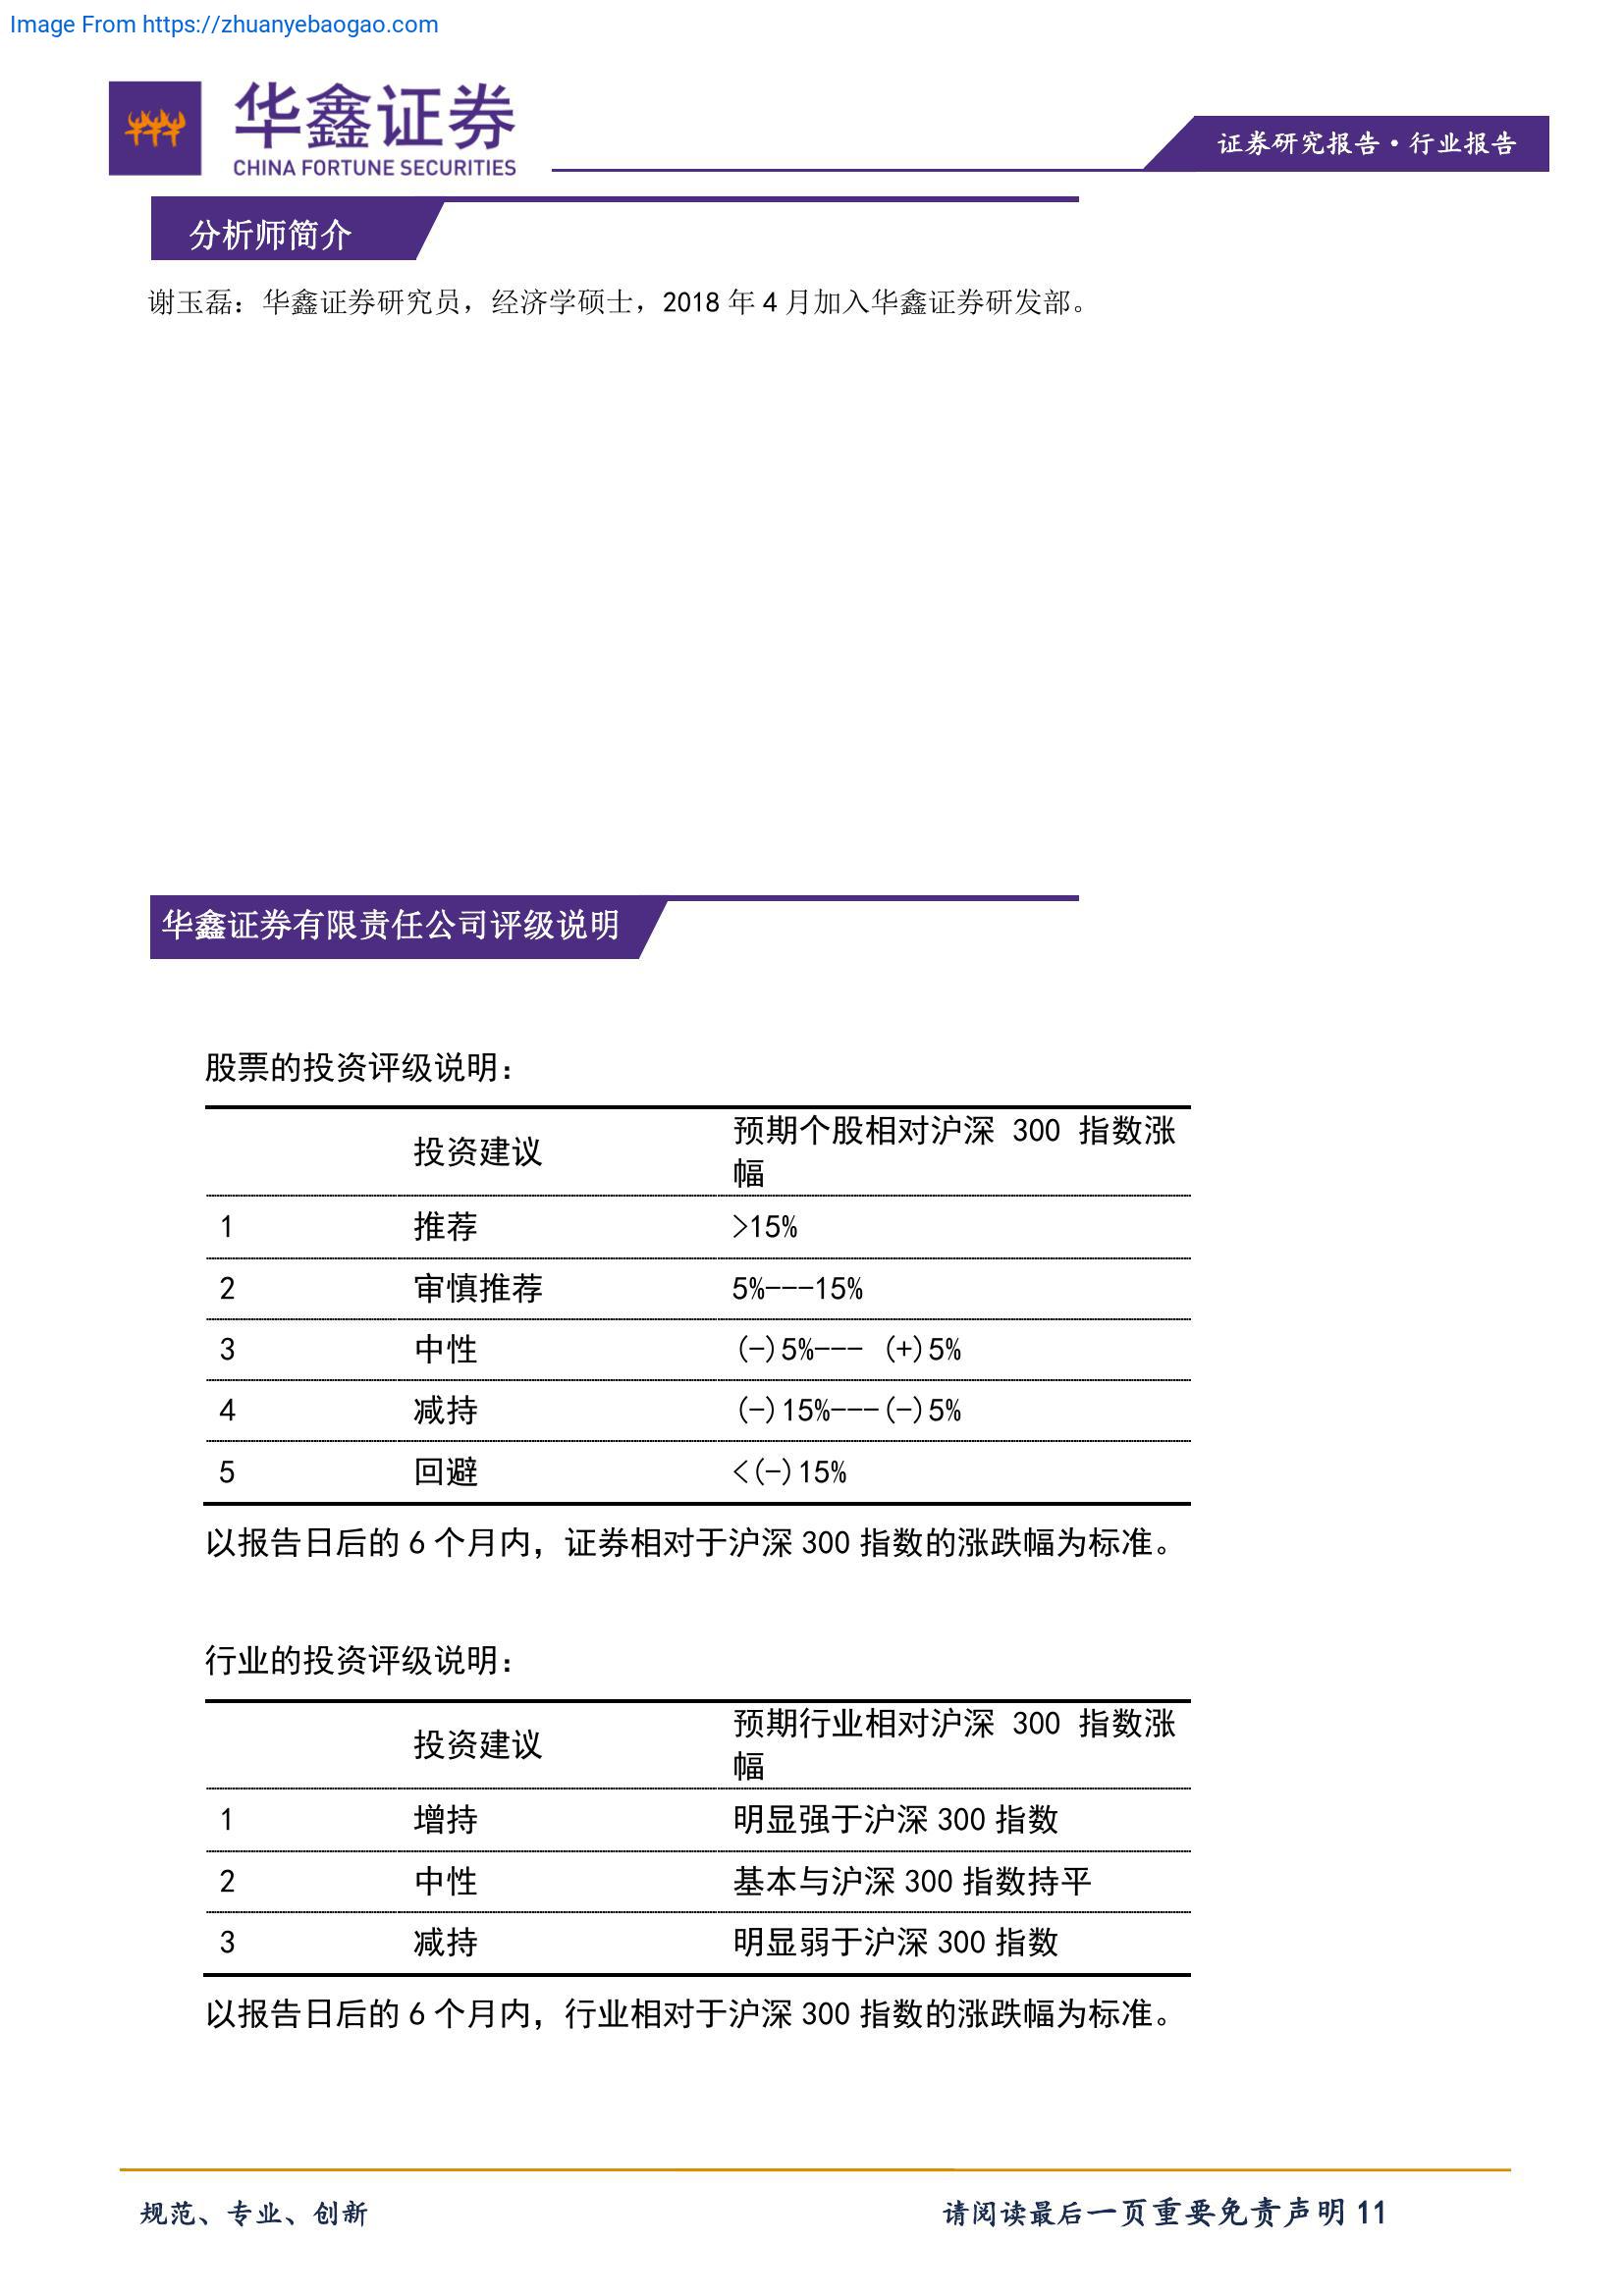 Image From https://zhuanyebaogao.com
华鑫证券
CHINA FORTUNE SECURITIES
证券研究报告·行业报告
分析师简介
谢玉磊：华鑫证券研究员，经济学硕士，2018 年 4 月加入华鑫证券研发部。
华鑫证券有限责任公司评级说明
股票的投资评级说明：
投资建议 预期个股相对沪深 300 指数涨
幅
1 推荐 >15%
2 审慎推荐 5%---15%
3 中性 (-)5%--- (+)5%
4 减持 (-)15%---(-)5%
5 回避 <(-)15%
以报告日后的 6 个月内，证券相对于沪深 300 指数的涨跌幅为标准。
行业的投资评级说明：
投资建议 预期行业相对沪深 300 指数涨
幅
1 增持 明显强于沪深 300 指数
2 中性 基本与沪深 300 指数持平
3 减持 明显弱于沪深 300 指数
以报告日后的 6 个月内，行业相对于沪深 300 指数的涨跌幅为标准。
规范、专业、创新 请阅读最后一页重要免责声明 11